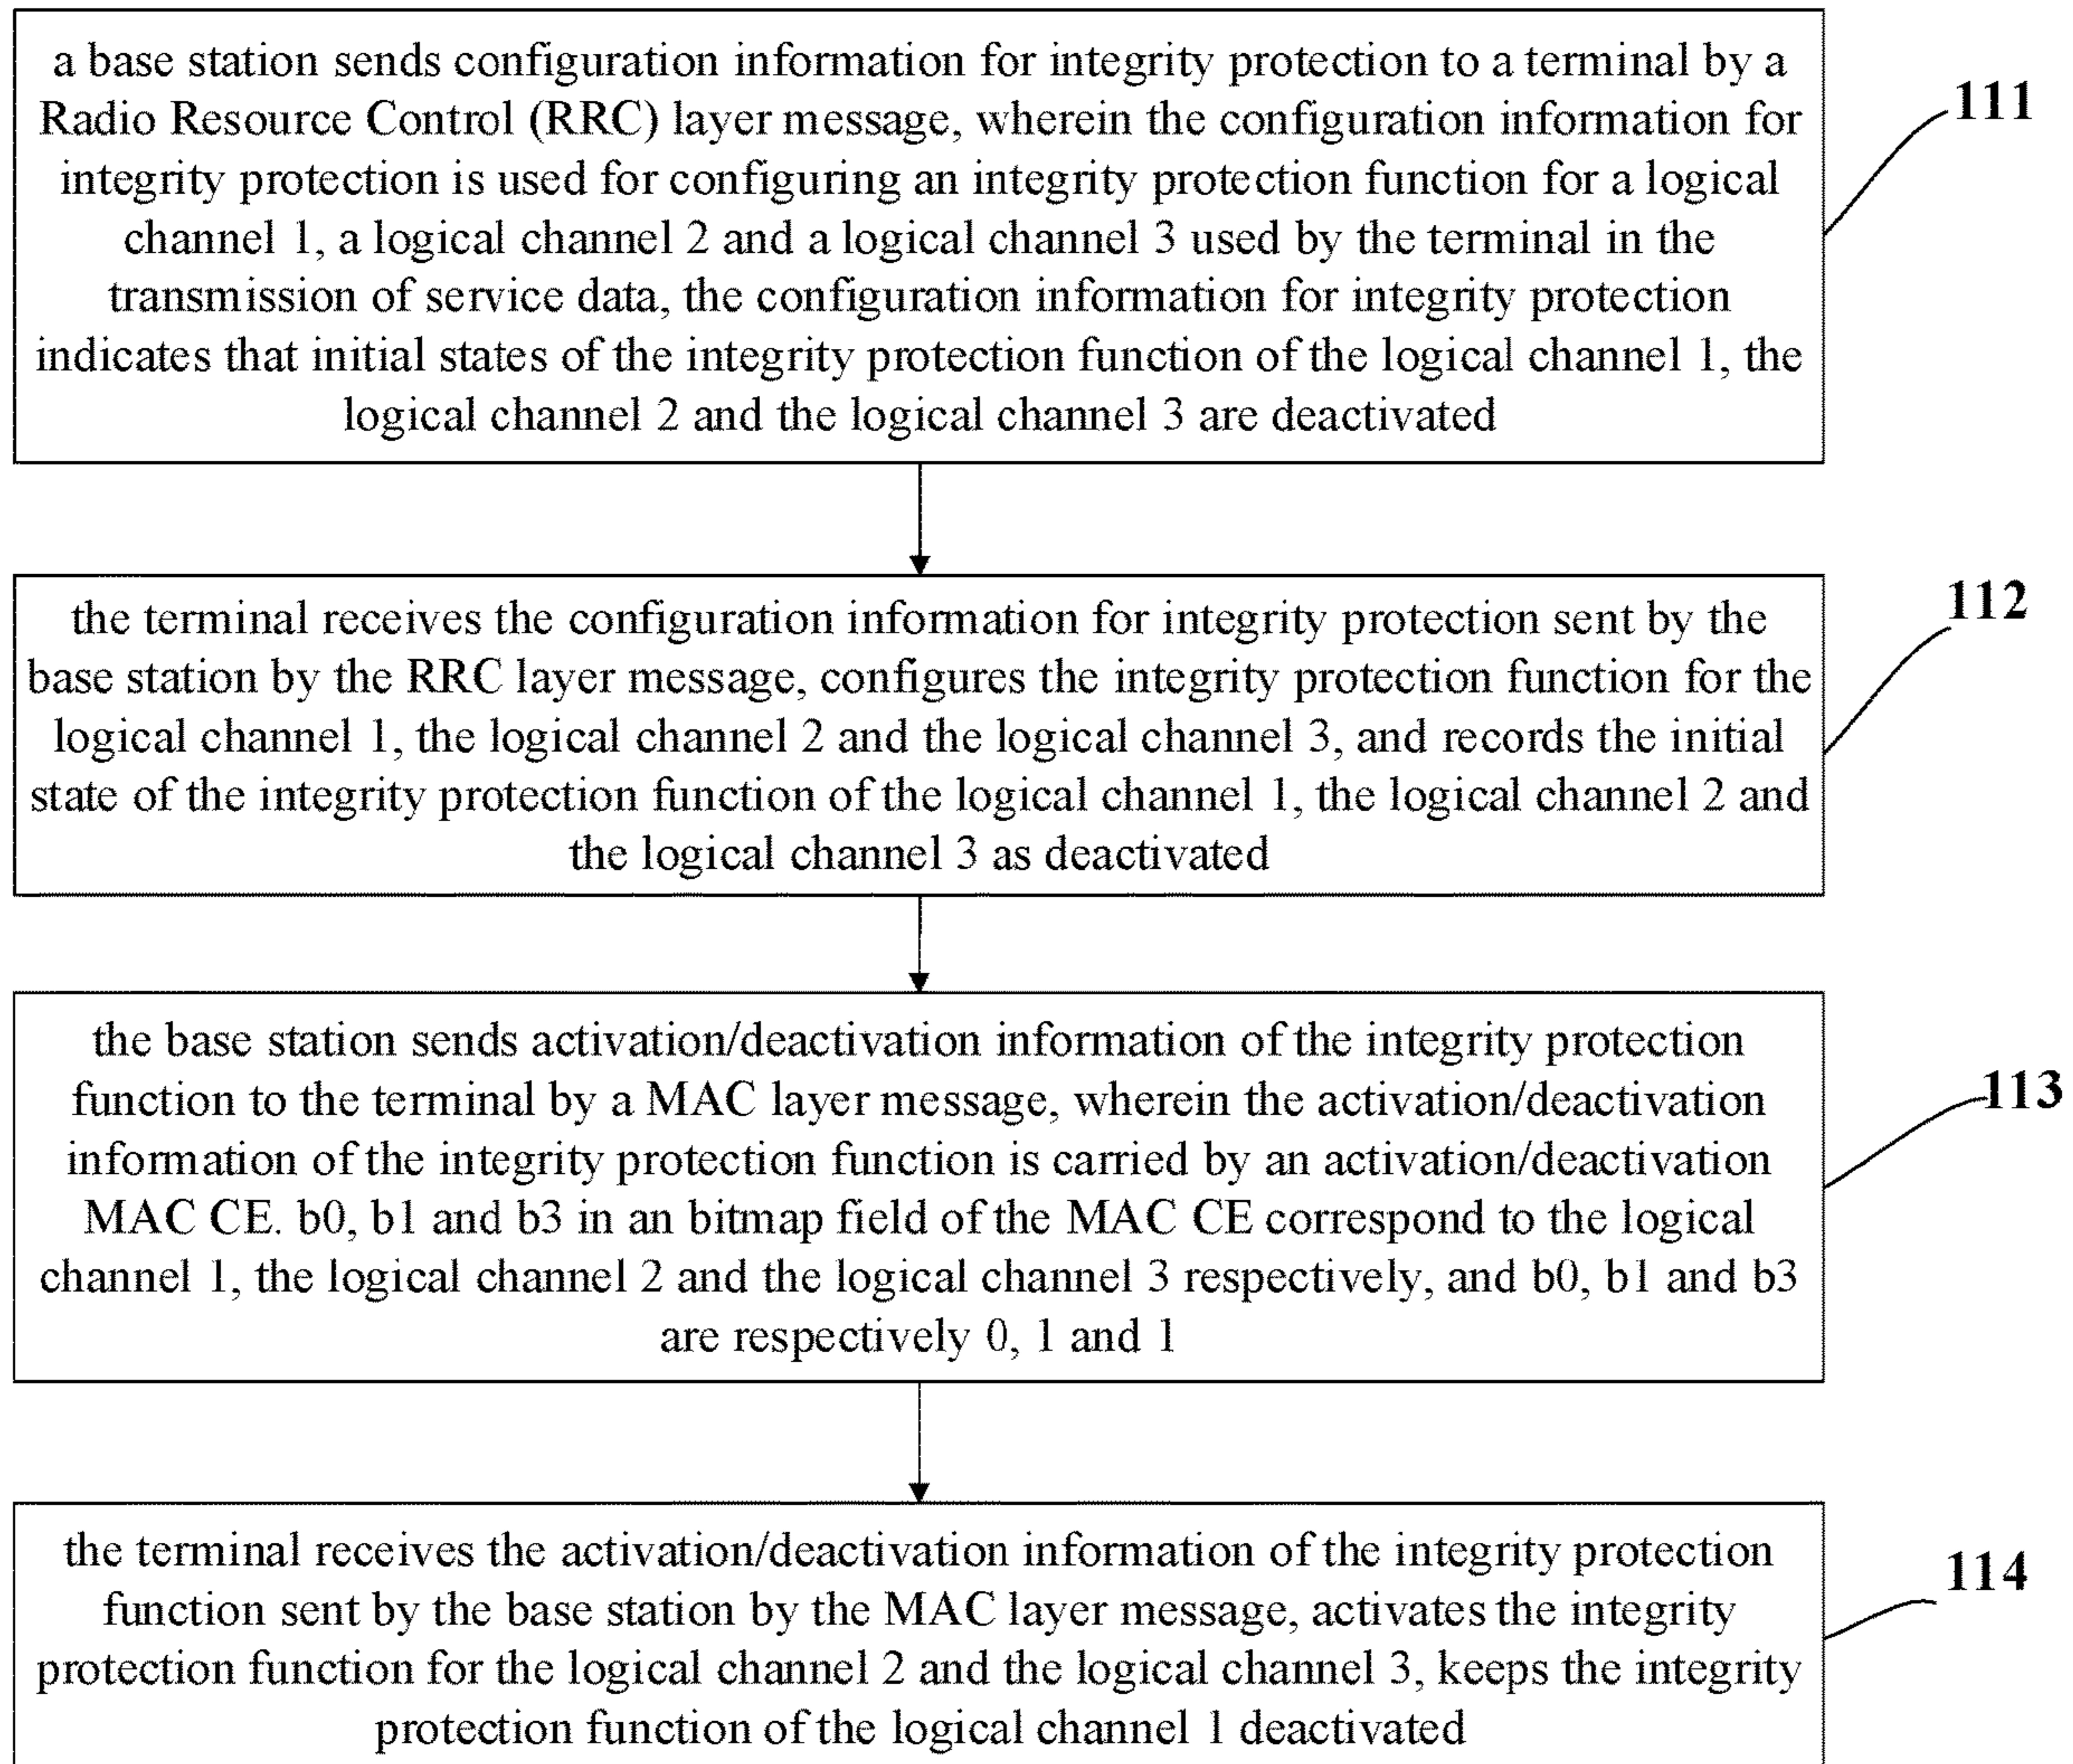 a base station sends configuration information for integrity protection to a terminal by a
Radio Resource Control (RRC) layer message, wherein the configuration information for
integrity protection is used for configuring an integrity protection function for a logical
channel 1, a logical channel 2 and a logical channel 3 used by the terminal in the
transmission of service data, the configuration information for integrity protection
indicates that initial states of the integrity protection function of the logical channel 1, the
logical channel 2 and the logical channel 3 are deactivated
111
the terminal receives the configuration information for integrity protection sent by the
base station by the RRC layer message, configures the integrity protection function for the
logical channel 1, the logical channel 2 and the logical channel 3, and records the initial
state of the integrity protection function of the logical channel 1, the logical channel 2 and
the logical channel 3 as deactivated
112
the base station sends activation/deactivation information of the integrity protection
function to the terminal by a MAC layer message, wherein the activation/deactivation
information of the integrity protection function is carried by an activation/deactivation
MAC CE. b0, b1 and b3 in an bitmap field of the MAC CE correspond to the logical
channel 1, the logical channel 2 and the logical channel 3 respectively, and b0, b1 and b3
are respectively 0, 1 and 1
113
the terminal receives the activation/deactivation information of the integrity protection
function sent by the base station by the MAC layer message, activates the integrity
protection function for the logical channel 2 and the logical channel 3, keeps the integrity
protection function of the logical channel 1 deactivated
114